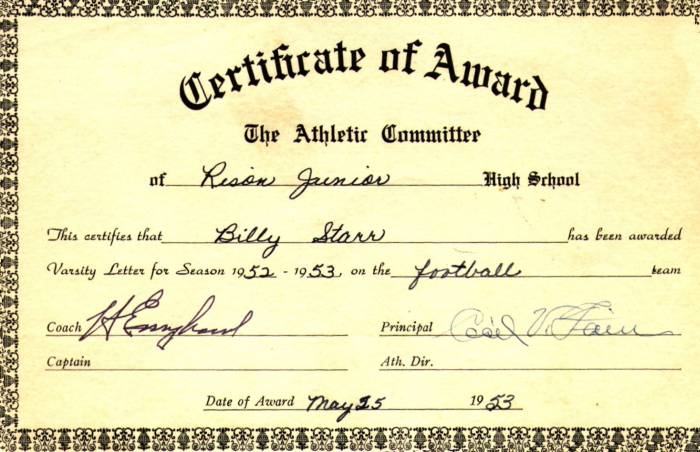 Certificate of Award
The Athletic Committee
of Rison Junior High School
This certifies that Billy Starr has been awarded
Varsity Letter for Season 1952 - 1953, on the football team
Coach Principal Cecil V. Fain
Captain Ath. Dir.
Date of Award May 25 1953